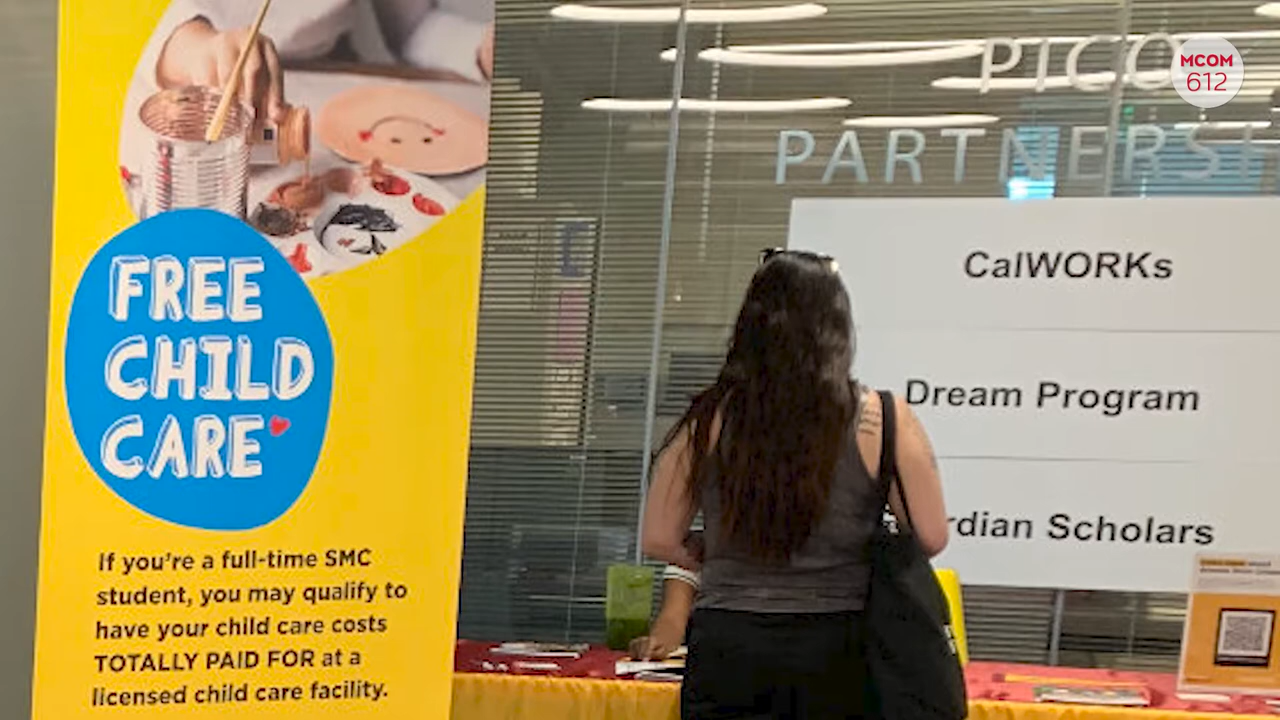 MCOM
612
PICO
PARTNERSHI
CalWORKs
Dream Program
rdian Scholars
FREE
CHILD
CARE
If you're a full-time SMC
student, you may qualify to
have your child care costs
TOTALLY PAID FOR at a
licensed child care facility.